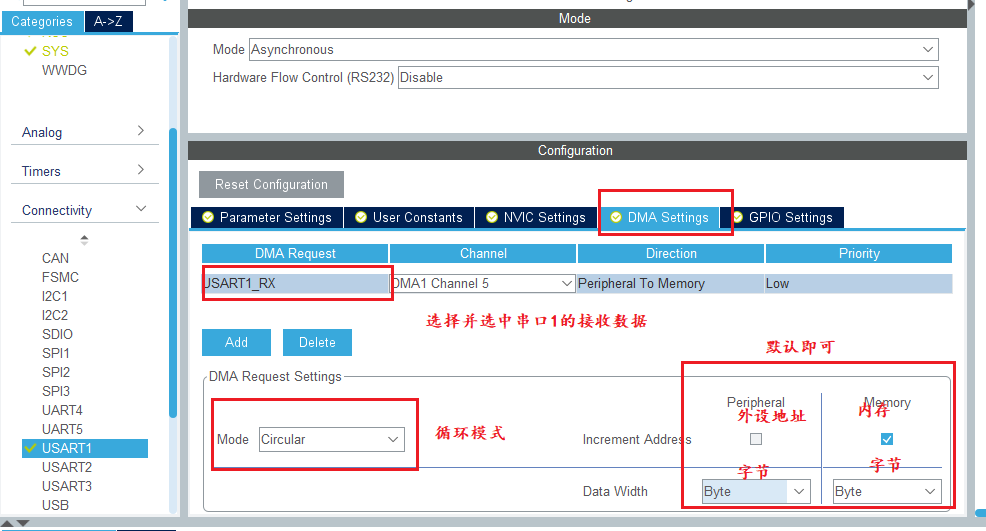 Categories A->Z
SYS
WWDG
Analog
Timers
Connectivity
CAN
FSMC
I2C1
I2C2
SDIO
SPI1
SPI2
SPI3
UART4
UART5
USART1
USART2
USART3
USB
Mode
Mode Asynchronous
Hardware Flow Control (RS232) Disable
Configuration
Reset Configuration
Parameter Settings User Constants NVIC Settings DMA Settings GPIO Settings
DMA Request Channel Direction Priority
USART1_RX DMA1 Channel 5 Peripheral To Memory Low
选择并选中串口1的接收数据
Add Delete
默认即可
DMA Request Settings
Peripheral Memory
外设地址 内存
Mode Circular 循环模式 Increment Address
字节 字节
Data Width Byte Byte